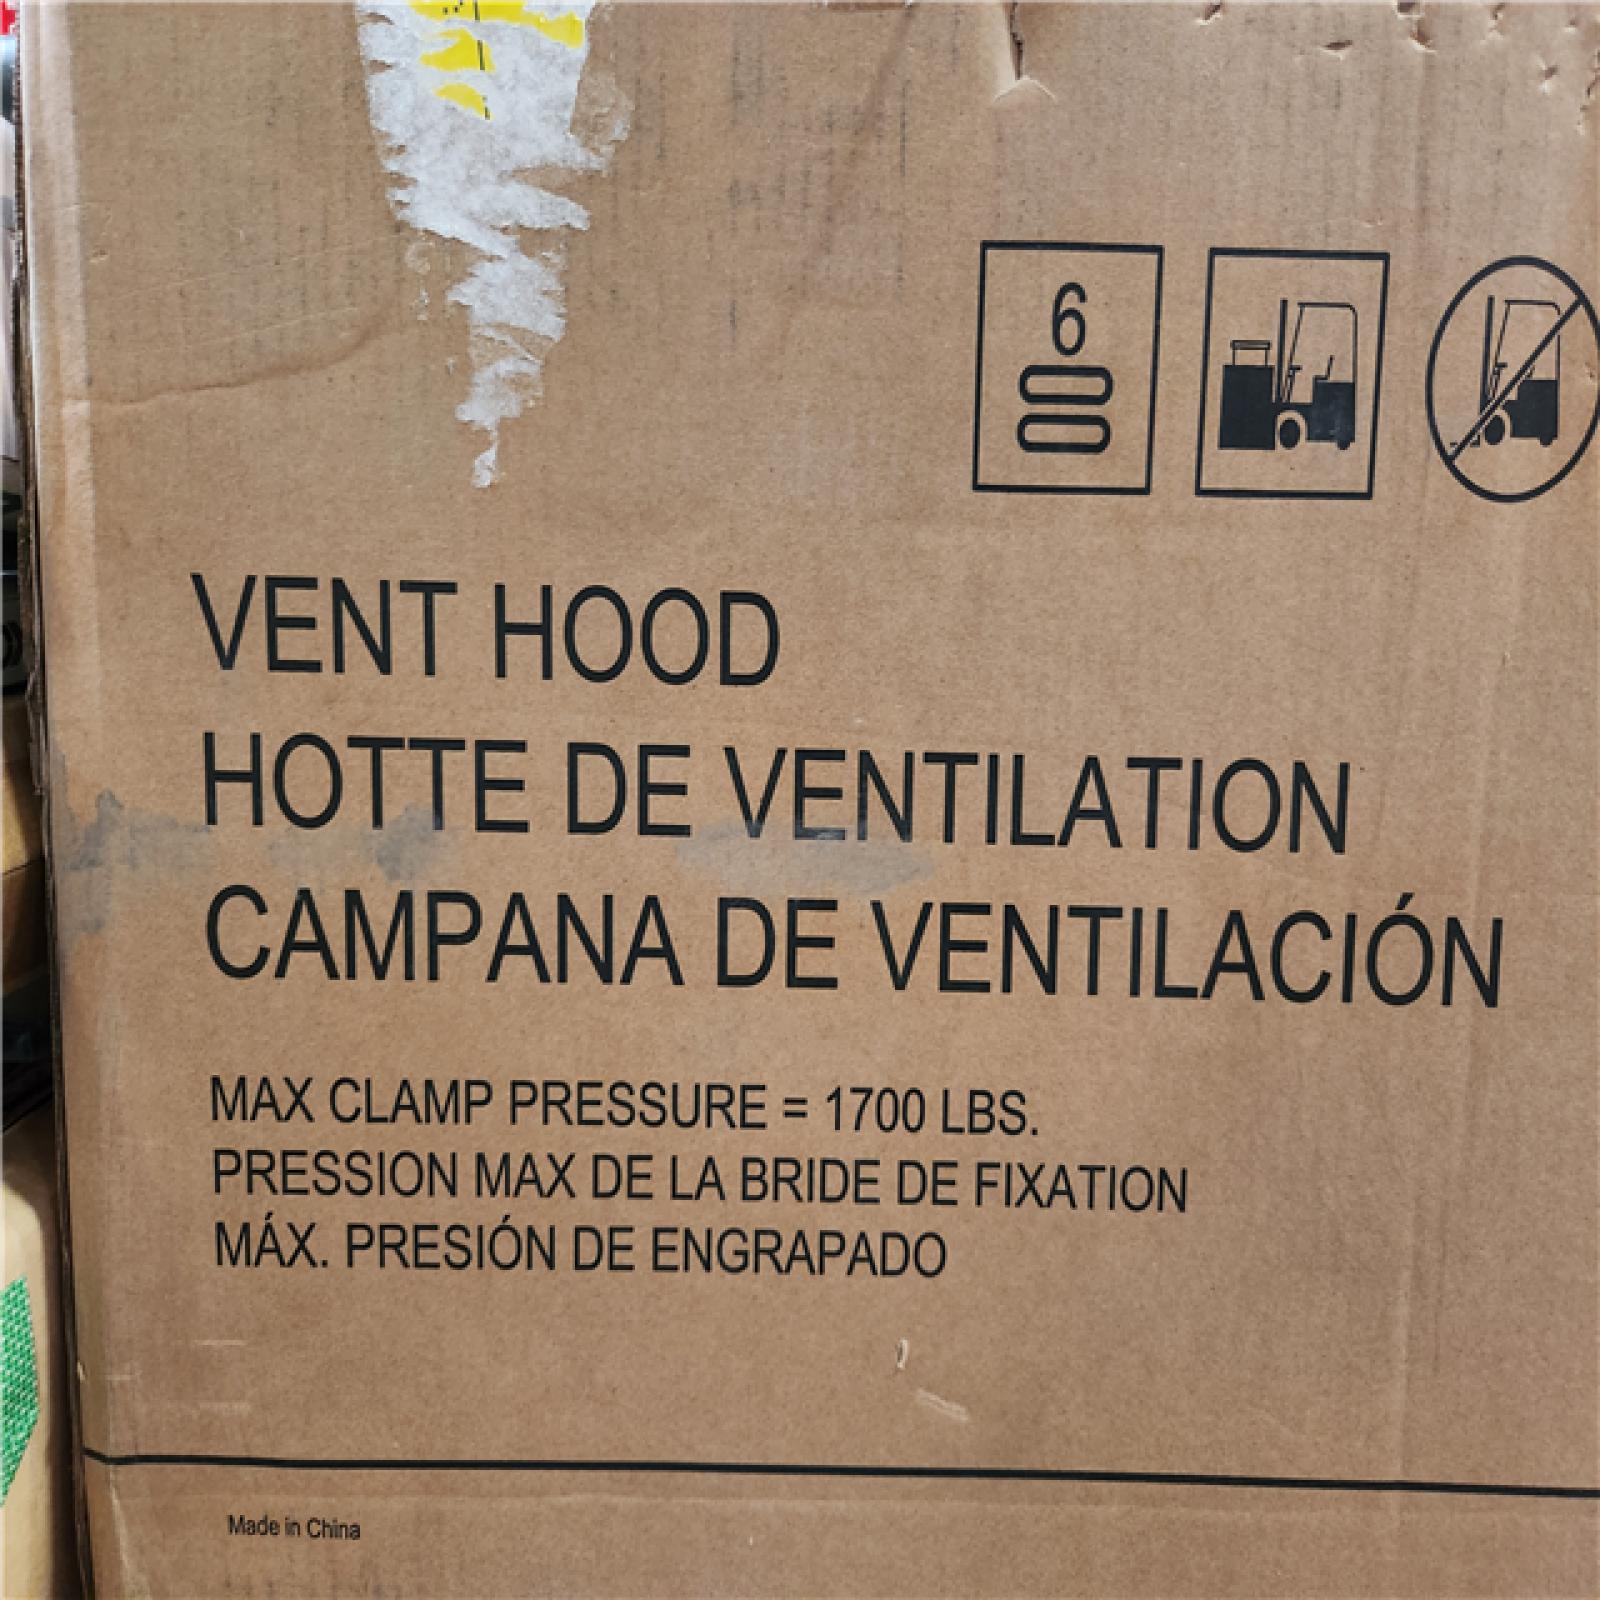 6
VENT HOOD
HOTTE DE VENTILATION
CAMPANA DE VENTILACIÓN
MAX CLAMP PRESSURE = 1700 LBS.
PRESSION MAX DE LA BRIDE DE FIXATION
MÁX. PRESIÓN DE ENGRAPADO
Made in China